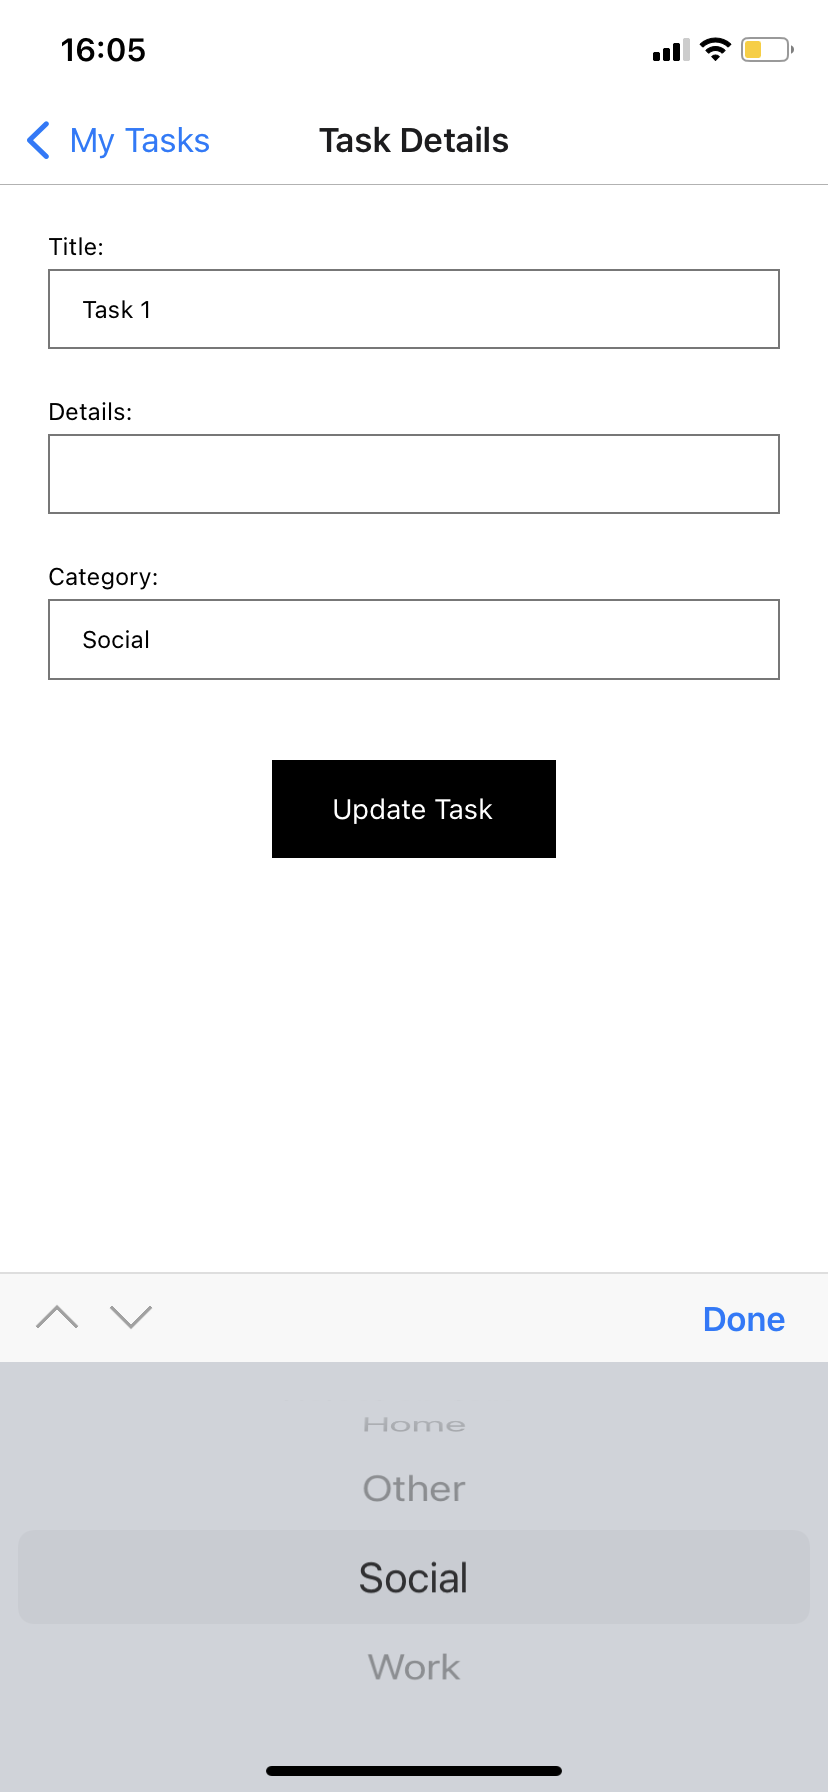 16:05
My Tasks
Task Details
Title:
Task 1
Details:
Category:
Social
Update Task
Done
Home
Other
Social
Work